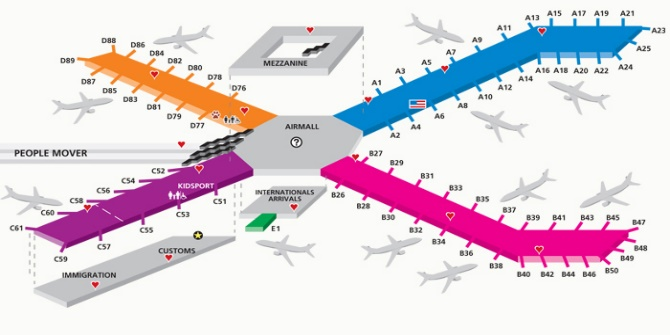 D88
D86
D84
D82
D80
D78
D76
D89
D87
D85
D83
D81
D79
D77
MEZZANINE
A1
A3
A5
A7
A9
A11
A13
A15
A17
A19
A21
A23
A25
A24
A22
A20
A18
A16
A14
A12
A10
A8
A6
A4
A2
AIRMALL
?
PEOPLE MOVER
C52
C54
C56
C58
C60
C61
C59
C57
C55
C53
C51
KIDSPORT
INTERNATIONALS
ARRIVALS
E1
CUSTOMS
IMMIGRATION
B27
B29
B31
B33
B35
B37
B39
B41
B43
B45
B47
B48
B49
B50
B46
B44
B42
B40
B38
B36
B34
B32
B30
B28
B26